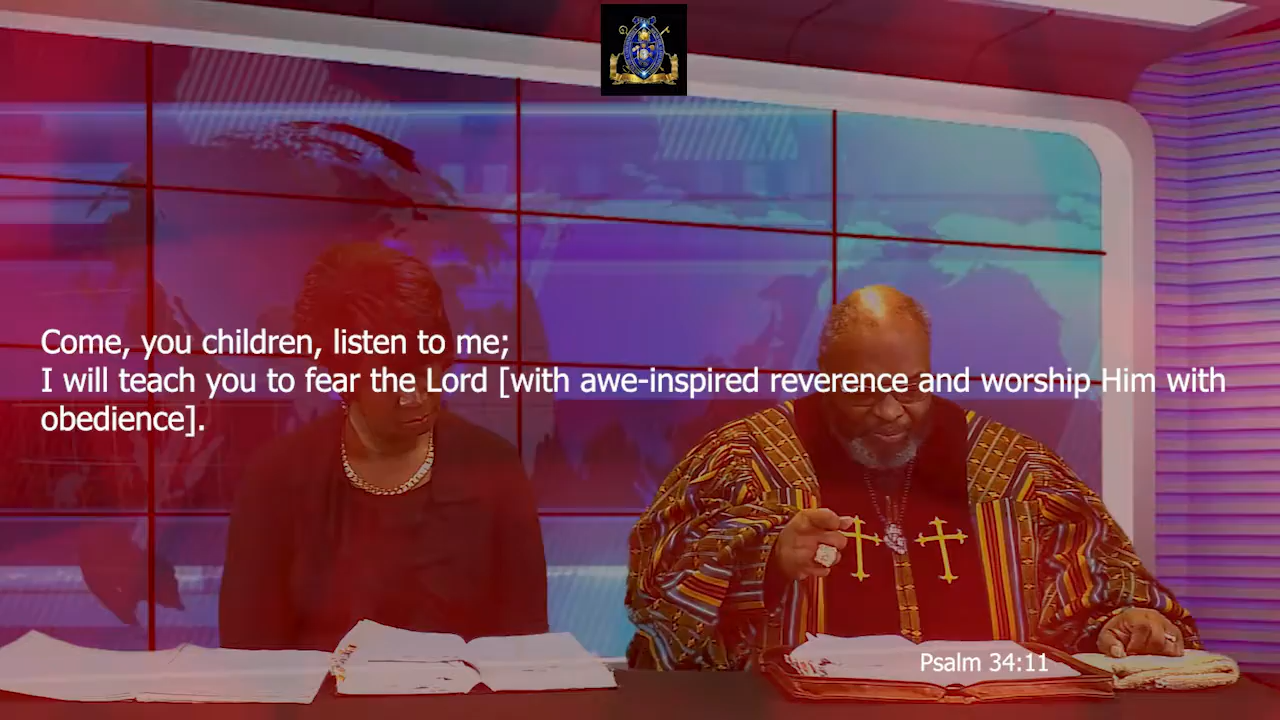 Come, you children, listen to me;
I will teach you to fear the Lord [with awe-inspired reverence and worship Him with
obedience].
Psalm 34:11